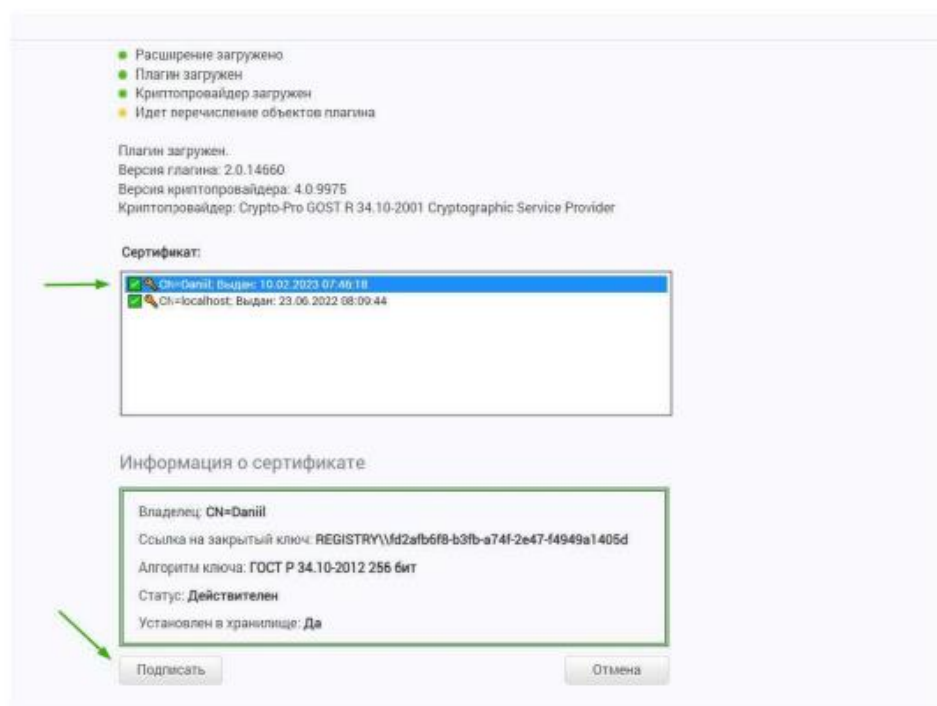 Расширение загружено
Плагин загружен
Криптопровайдер загружен
Идет перечисление объектов плагина
Плагин загружен.
Версия плагина: 2.0.14660
Версия криптопровайдера: 4.0.9975
Криптопровайдер: Crypto-Pro GOST R 34.10-2001 Cryptographic Service Provider
Сертификат:
CN=Daniil; Выдан: 10.02.2023 07:46:18
CN=localhost; Выдан: 23.06.2022 08:09:44
Информация о сертификате
Владелец: CN=Daniil
Ссылка на закрытый ключ: REGISTRY\\fd2afb6f8-b3fb-a74f-2e47-f4949a1405d
Алгоритм ключа: ГОСТ Р 34.10-2012 256 бит
Статус: Действителен
Установлен в хранилище: Да
Подписать
Отмена